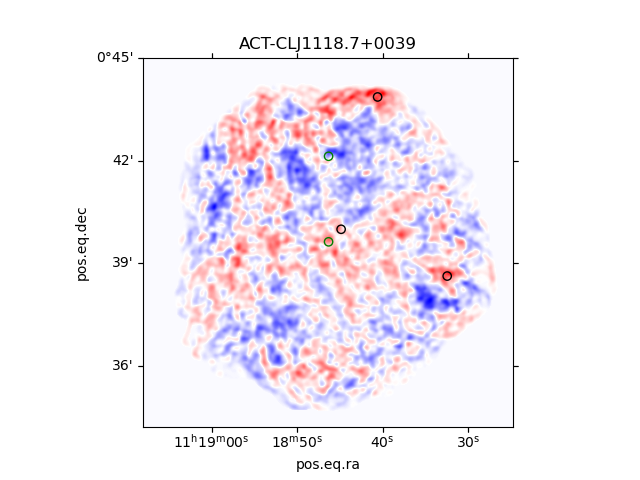 ACT-CLJ1118.7+0039
0°45'
42'
39'
36'
pos.eq.dec
11ʰ19ᵐ00ˢ 18ᵐ50ˢ 40ˢ 30ˢ
pos.eq.ra